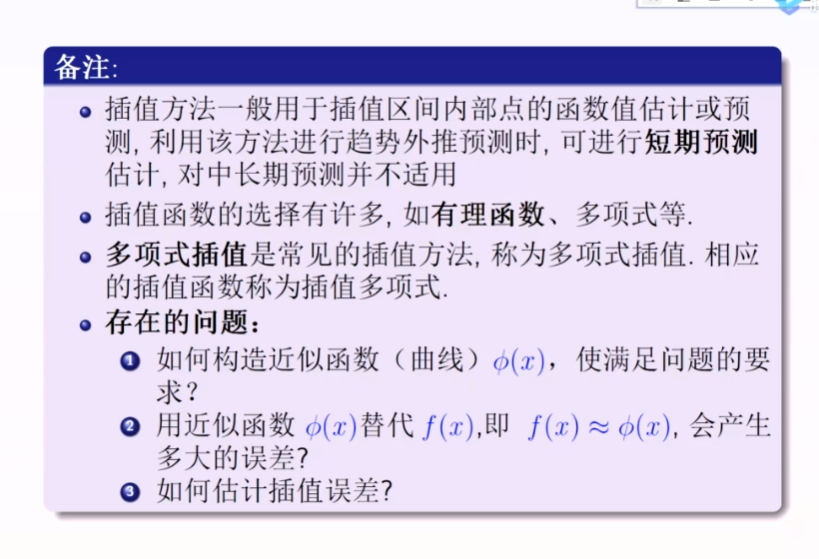 备注:
插值方法一般用于插值区间内部点的函数值估计或预
测, 利用该方法进行趋势外推预测时, 可进行短期预测
估计, 对中长期预测并不适用
插值函数的选择有许多, 如有理函数、多项式等.
多项式插值是常见的插值方法, 称为多项式插值. 相应
的插值函数称为插值多项式.
存在的问题：
1 如何构造近似函数（曲线）ϕ(x)，使满足问题的要
求？
2 用近似函数 ϕ(x)替代 f(x),即 f(x) ≈ ϕ(x), 会产生
多大的误差?
3 如何估计插值误差?